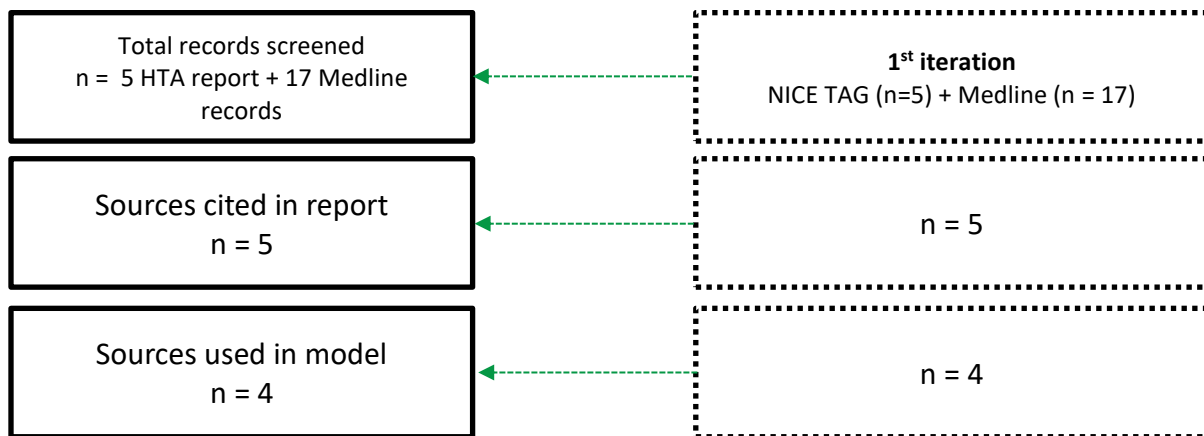 Total records screened
n =  5 HTA report + 17 Medline
records
1st iteration
NICE TAG (n=5) + Medline (n = 17)
Sources cited in report
n = 5
n = 5
Sources used in model
n = 4
n = 4